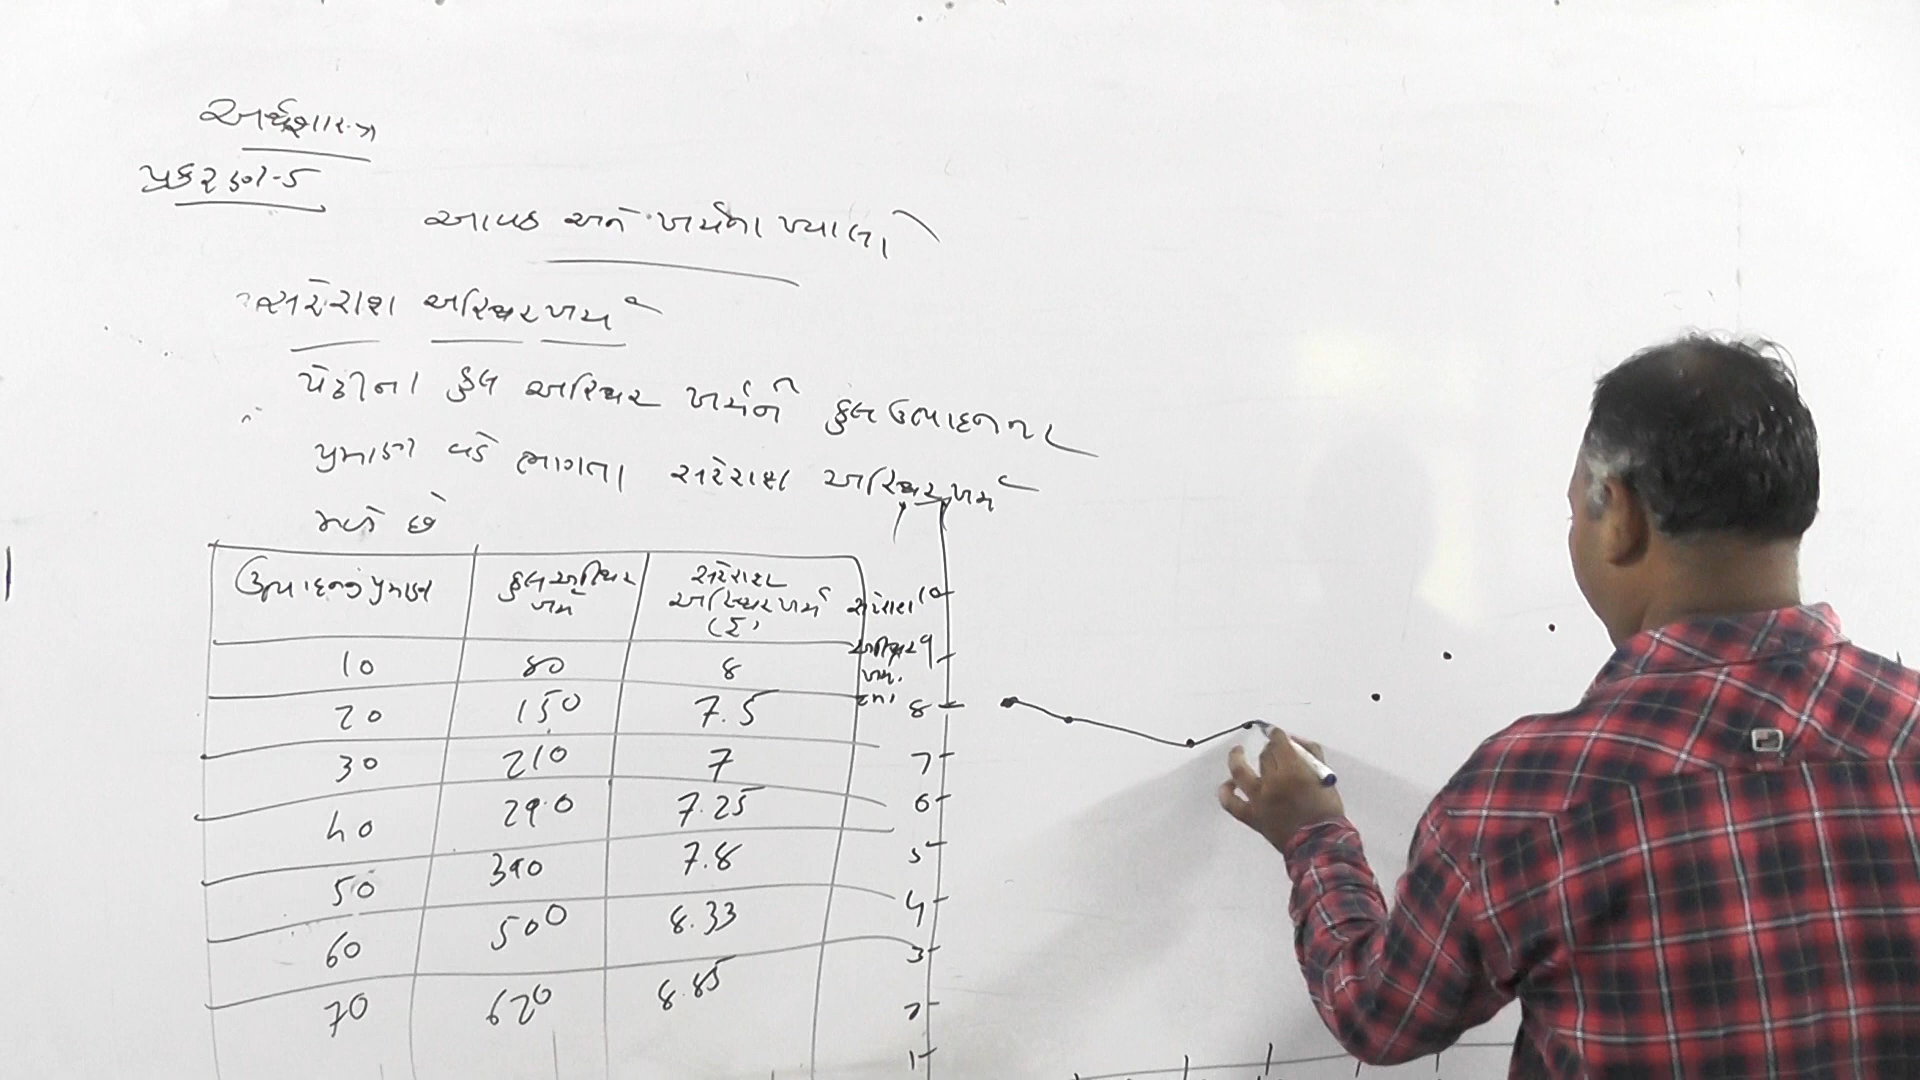 અર્થશાસ્ત્ર
પ્રકરણ-5
આવક અને ખર્ચના ખ્યાલો
સરેરાશ અસ્થિર ખર્ચ
પેઢીના કુલ અસ્થિર ખર્ચને કુલ ઉત્પાદનના
પ્રમાણ વડે ભાગતા સરેરાશ અસ્થિર ખર્ચ
મળે છે
ઉત્પાદનનું પ્રમાણ કુલ અસ્થિર ખર્ચ સરેરાશ અસ્થિર ખર્ચ (રૂ)
10 80 8
20 150 7.5
30 210 7
40 290 7.25
50 390 7.8
60 500 8.33
70 620 8.85
સરેરાશ
અસ્થિર
ખર્ચ
Y
10
9
8
7
6
5
4
3
2
1